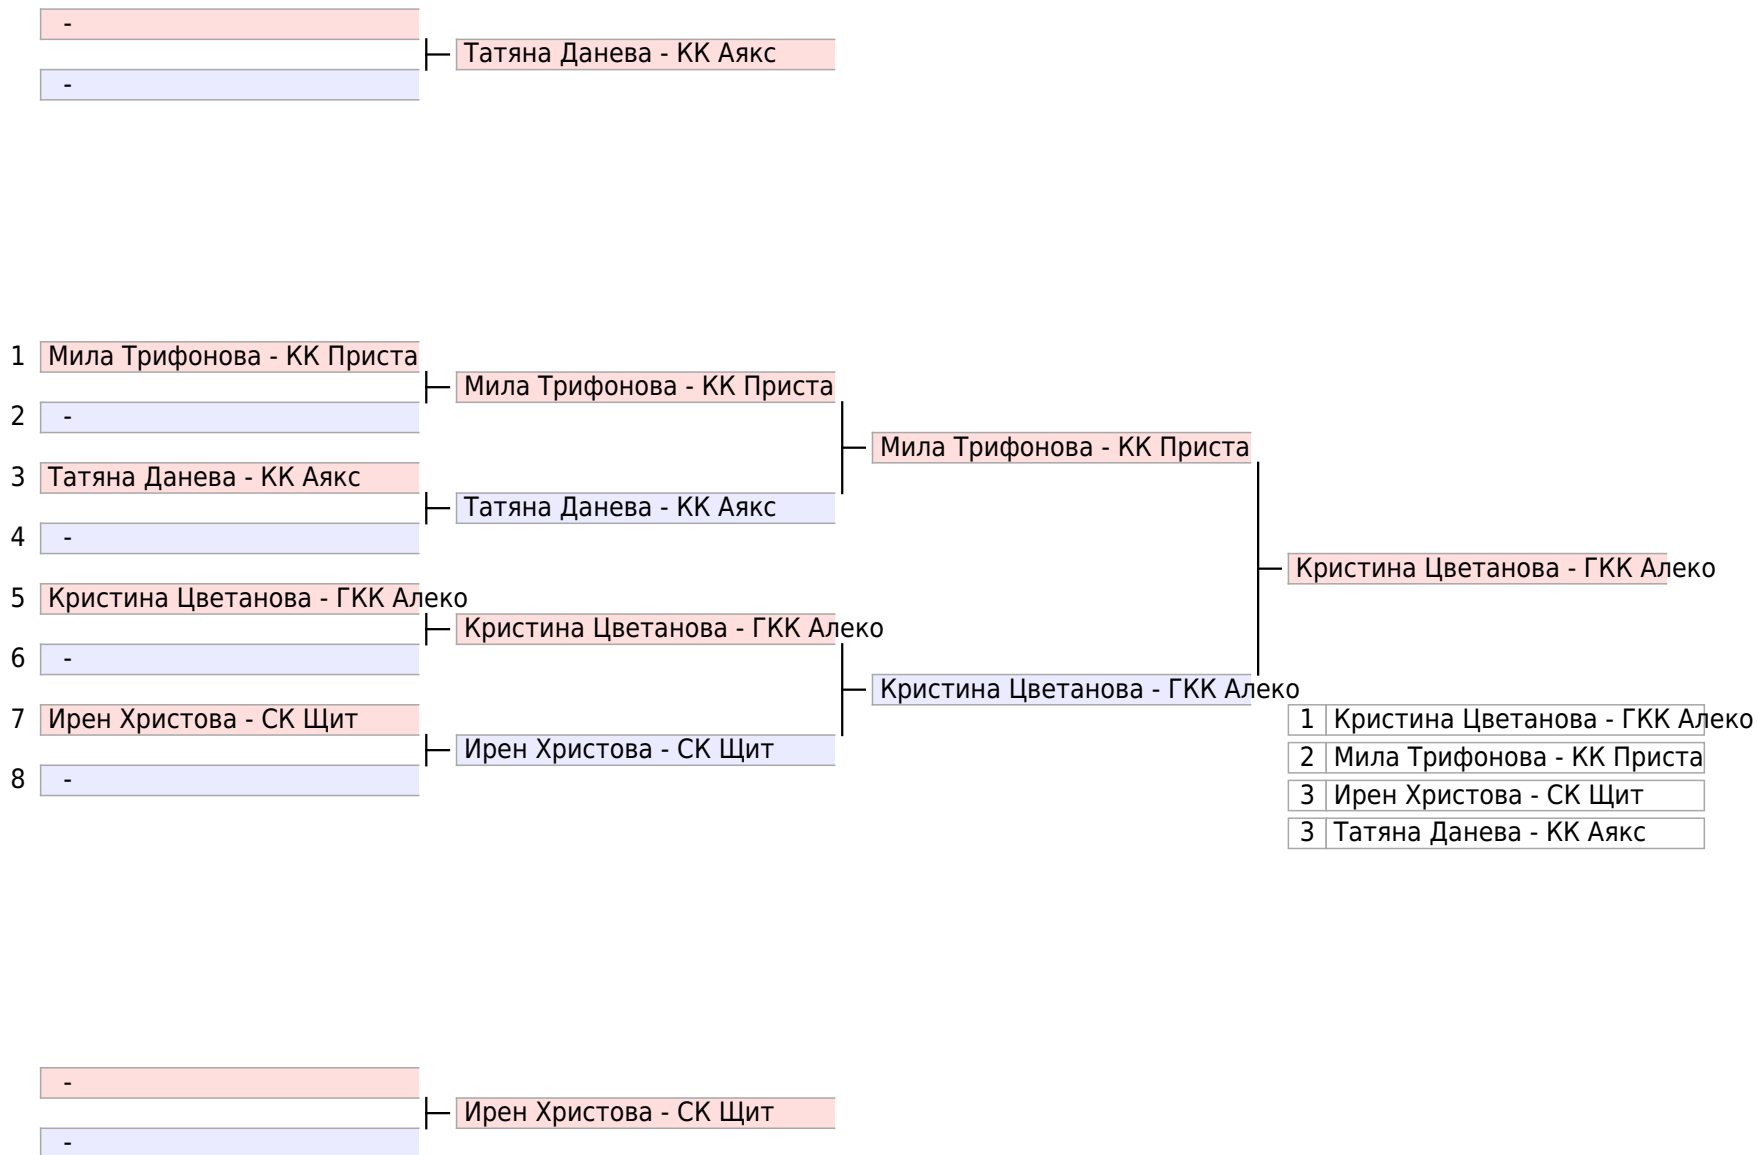 -
Татяна Данева - КК Аякс
-
1 Мила Трифонова - КК Приста
Мила Трифонова - КК Приста
2 -
Мила Трифонова - КК Приста
3 Татяна Данева - КК Аякс
Татяна Данева - КК Аякс
4 -
Кристина Цветанова - ГКК Алеко
5 Кристина Цветанова - ГКК Алеко
Кристина Цветанова - ГКК Алеко
6 -
Кристина Цветанова - ГКК Алеко
7 Ирен Христова - СК Щит
Ирен Христова - СК Щит
8 -
1 Кристина Цветанова - ГКК Алеко
2 Мила Трифонова - КК Приста
3 Ирен Христова - СК Щит
3 Татяна Данева - КК Аякс
-
Ирен Христова - СК Щит
-